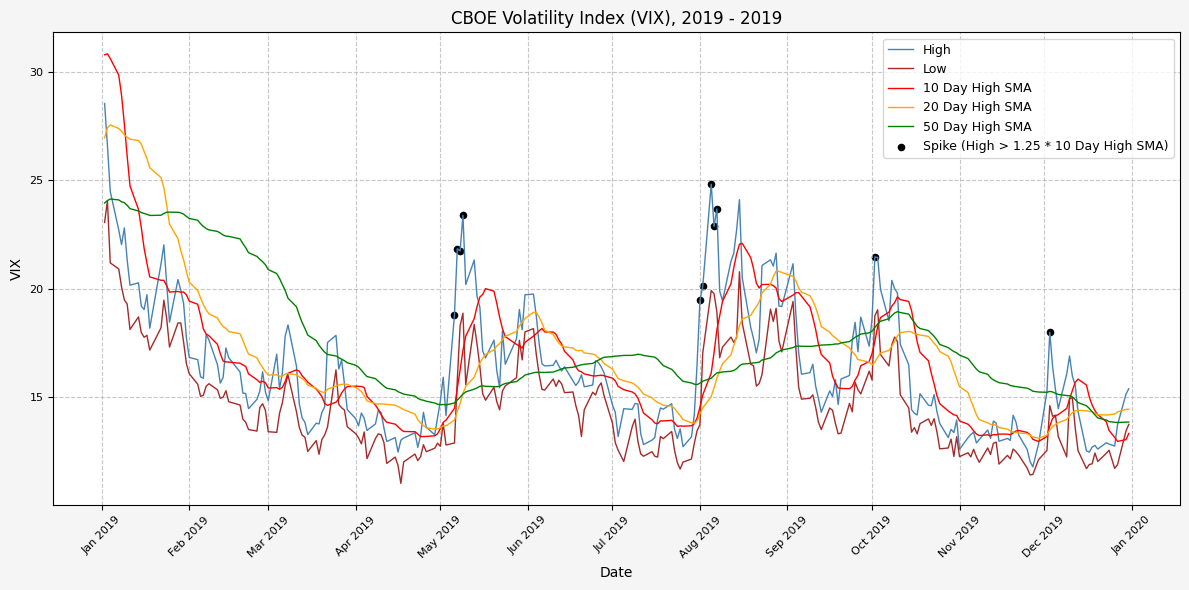 CBOE Volatility Index (VIX), 2019 - 2019
High
Low
10 Day High SMA
20 Day High SMA
50 Day High SMA
Spike (High > 1.25 * 10 Day High SMA)
VIX
30
25
20
15
Jan 2019
Feb 2019
Mar 2019
Apr 2019
May 2019
Jun 2019
Jul 2019
Aug 2019
Sep 2019
Oct 2019
Nov 2019
Dec 2019
Jan 2020
Date